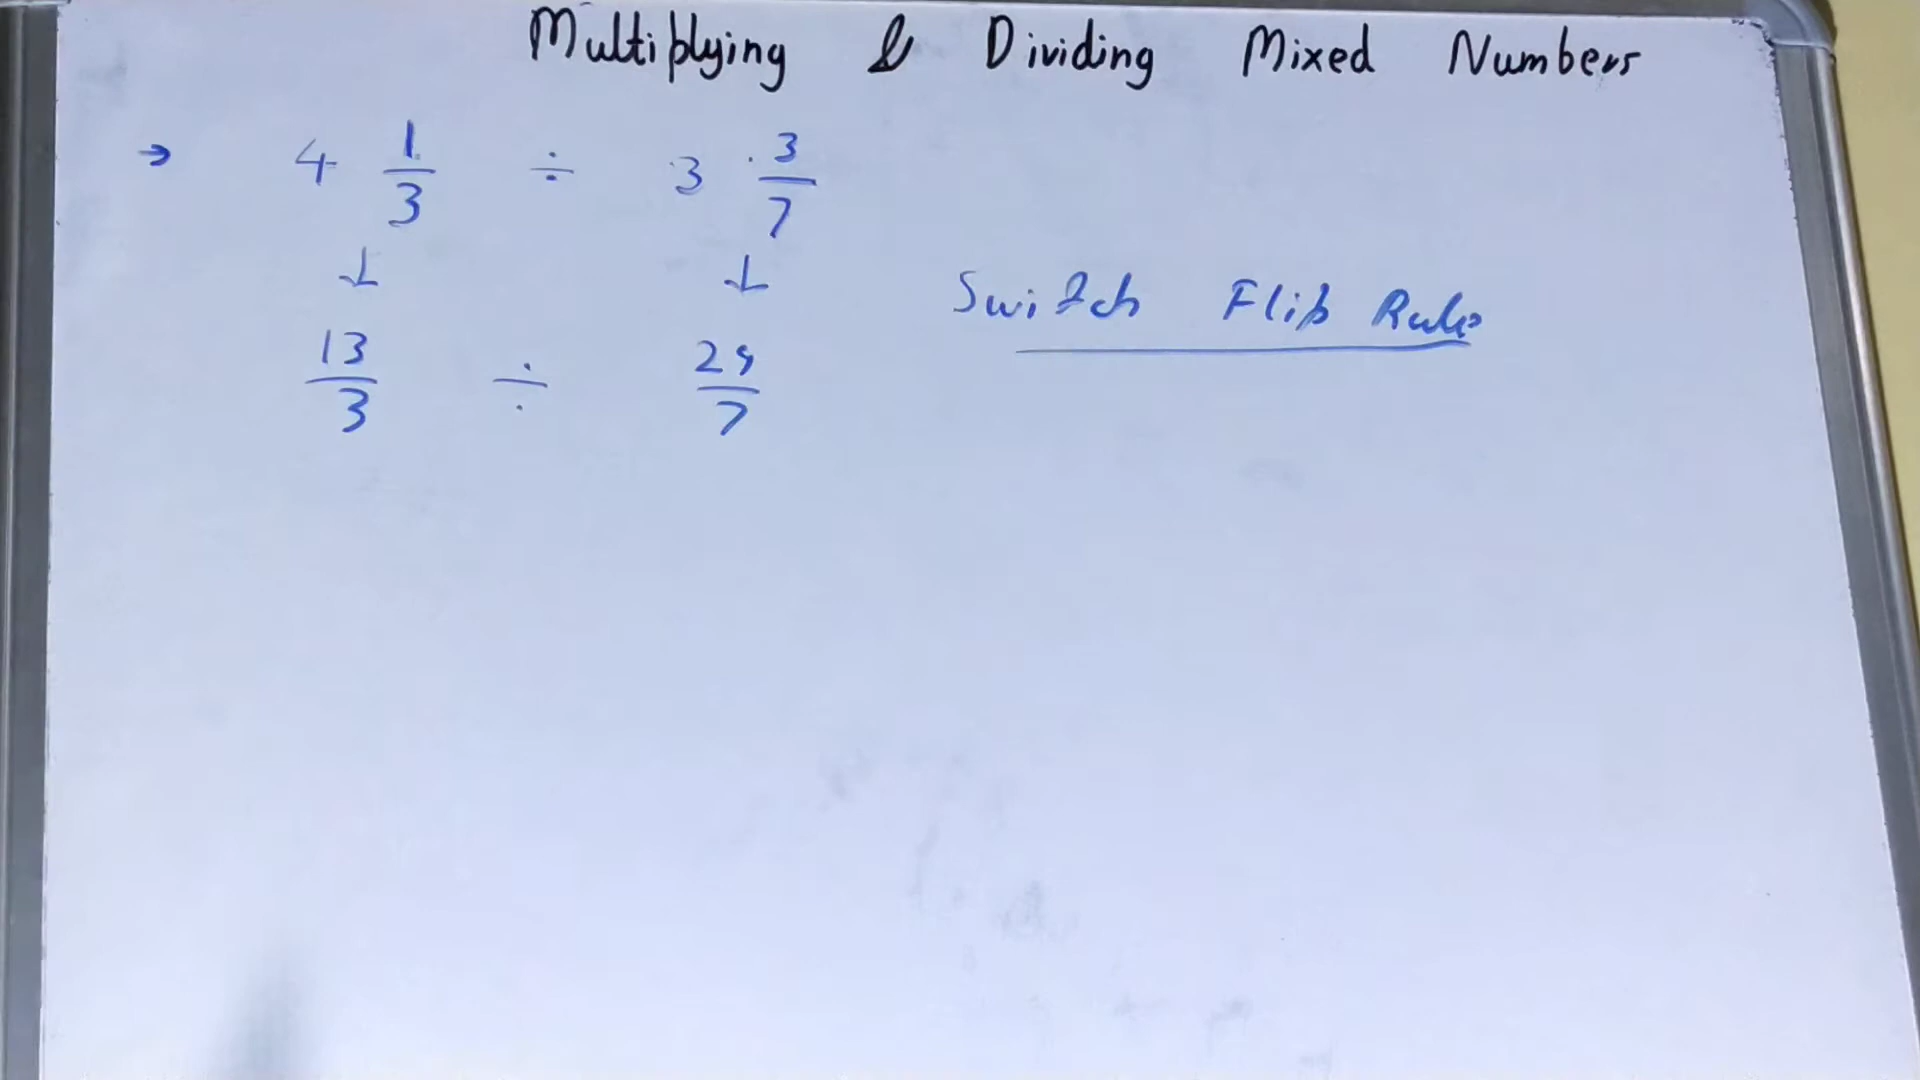 Multiplying & Dividing Mixed Numbers
→ 4 1/3 ÷ 3 3/7
↓ ↓
Switch Flip Rule
13/3 ÷ 24/7